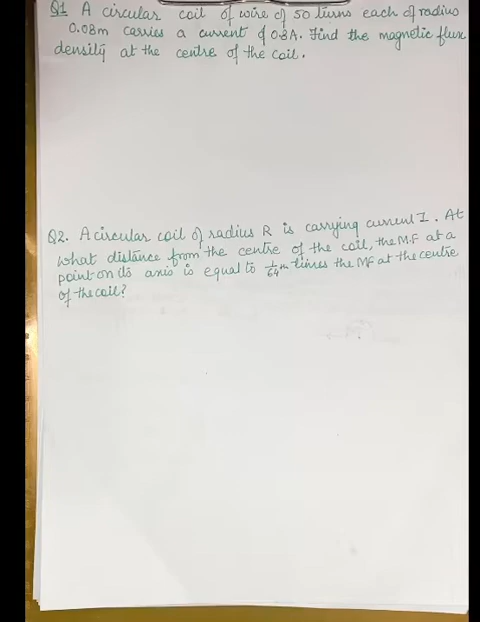 Q1 A circular coil of wire of 50 turns each of radius
0.08m carries a current of 0.8A. Find the magnetic flux
density at the centre of the coil.
Q2. A circular coil of radius R is carrying current I. At
what distance from the centre of the coil, the M.F at a
point on its axis is equal to 1/64 th times the MF at the centre
of the coil?